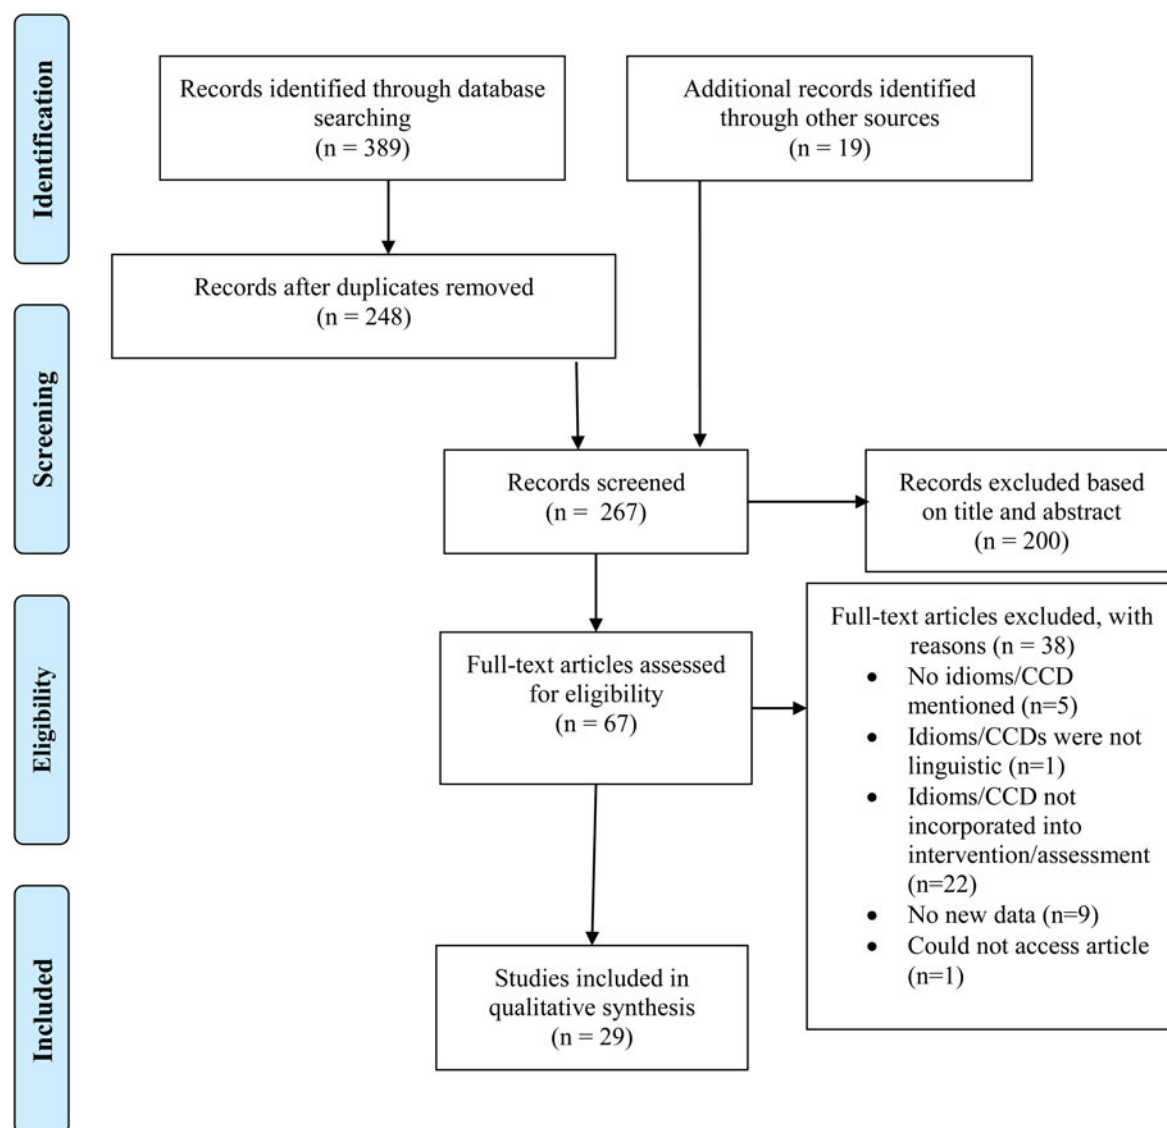 Identification
Records identified through database
searching
(n = 389)
Additional records identified
through other sources
(n = 19)
Records after duplicates removed
(n = 248)
Screening
Records screened
(n =  267)
Records excluded based
on title and abstract
(n = 200)
Eligibility
Full-text articles assessed
for eligibility
(n = 67)
Full-text articles excluded, with
reasons (n = 38)
• No idioms/CCD
mentioned (n=5)
• Idioms/CCDs were not
linguistic (n=1)
• Idioms/CCD not
incorporated into
intervention/assessment
(n=22)
• No new data (n=9)
• Could not access article
(n=1)
Included
Studies included in
qualitative synthesis
(n = 29)